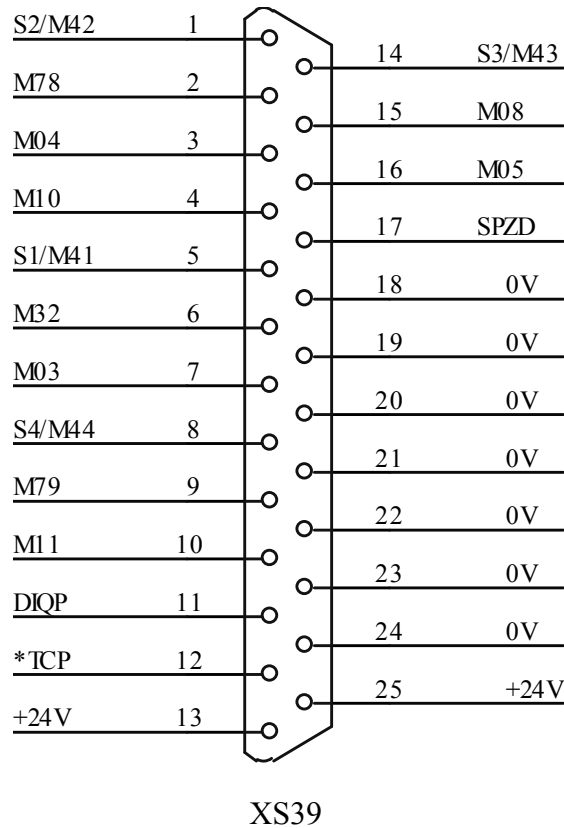 S2/M42 1
14 S3/M43
M78 2
15 M08
M04 3
16 M05
M10 4
17 SPZD
S1/M41 5
18 0V
M32 6
19 0V
M03 7
20 0V
S4/M44 8
21 0V
M79 9
22 0V
M11 10
23 0V
DIQP 11
24 0V
*TCP 12
25 +24V
+24V 13
XS39